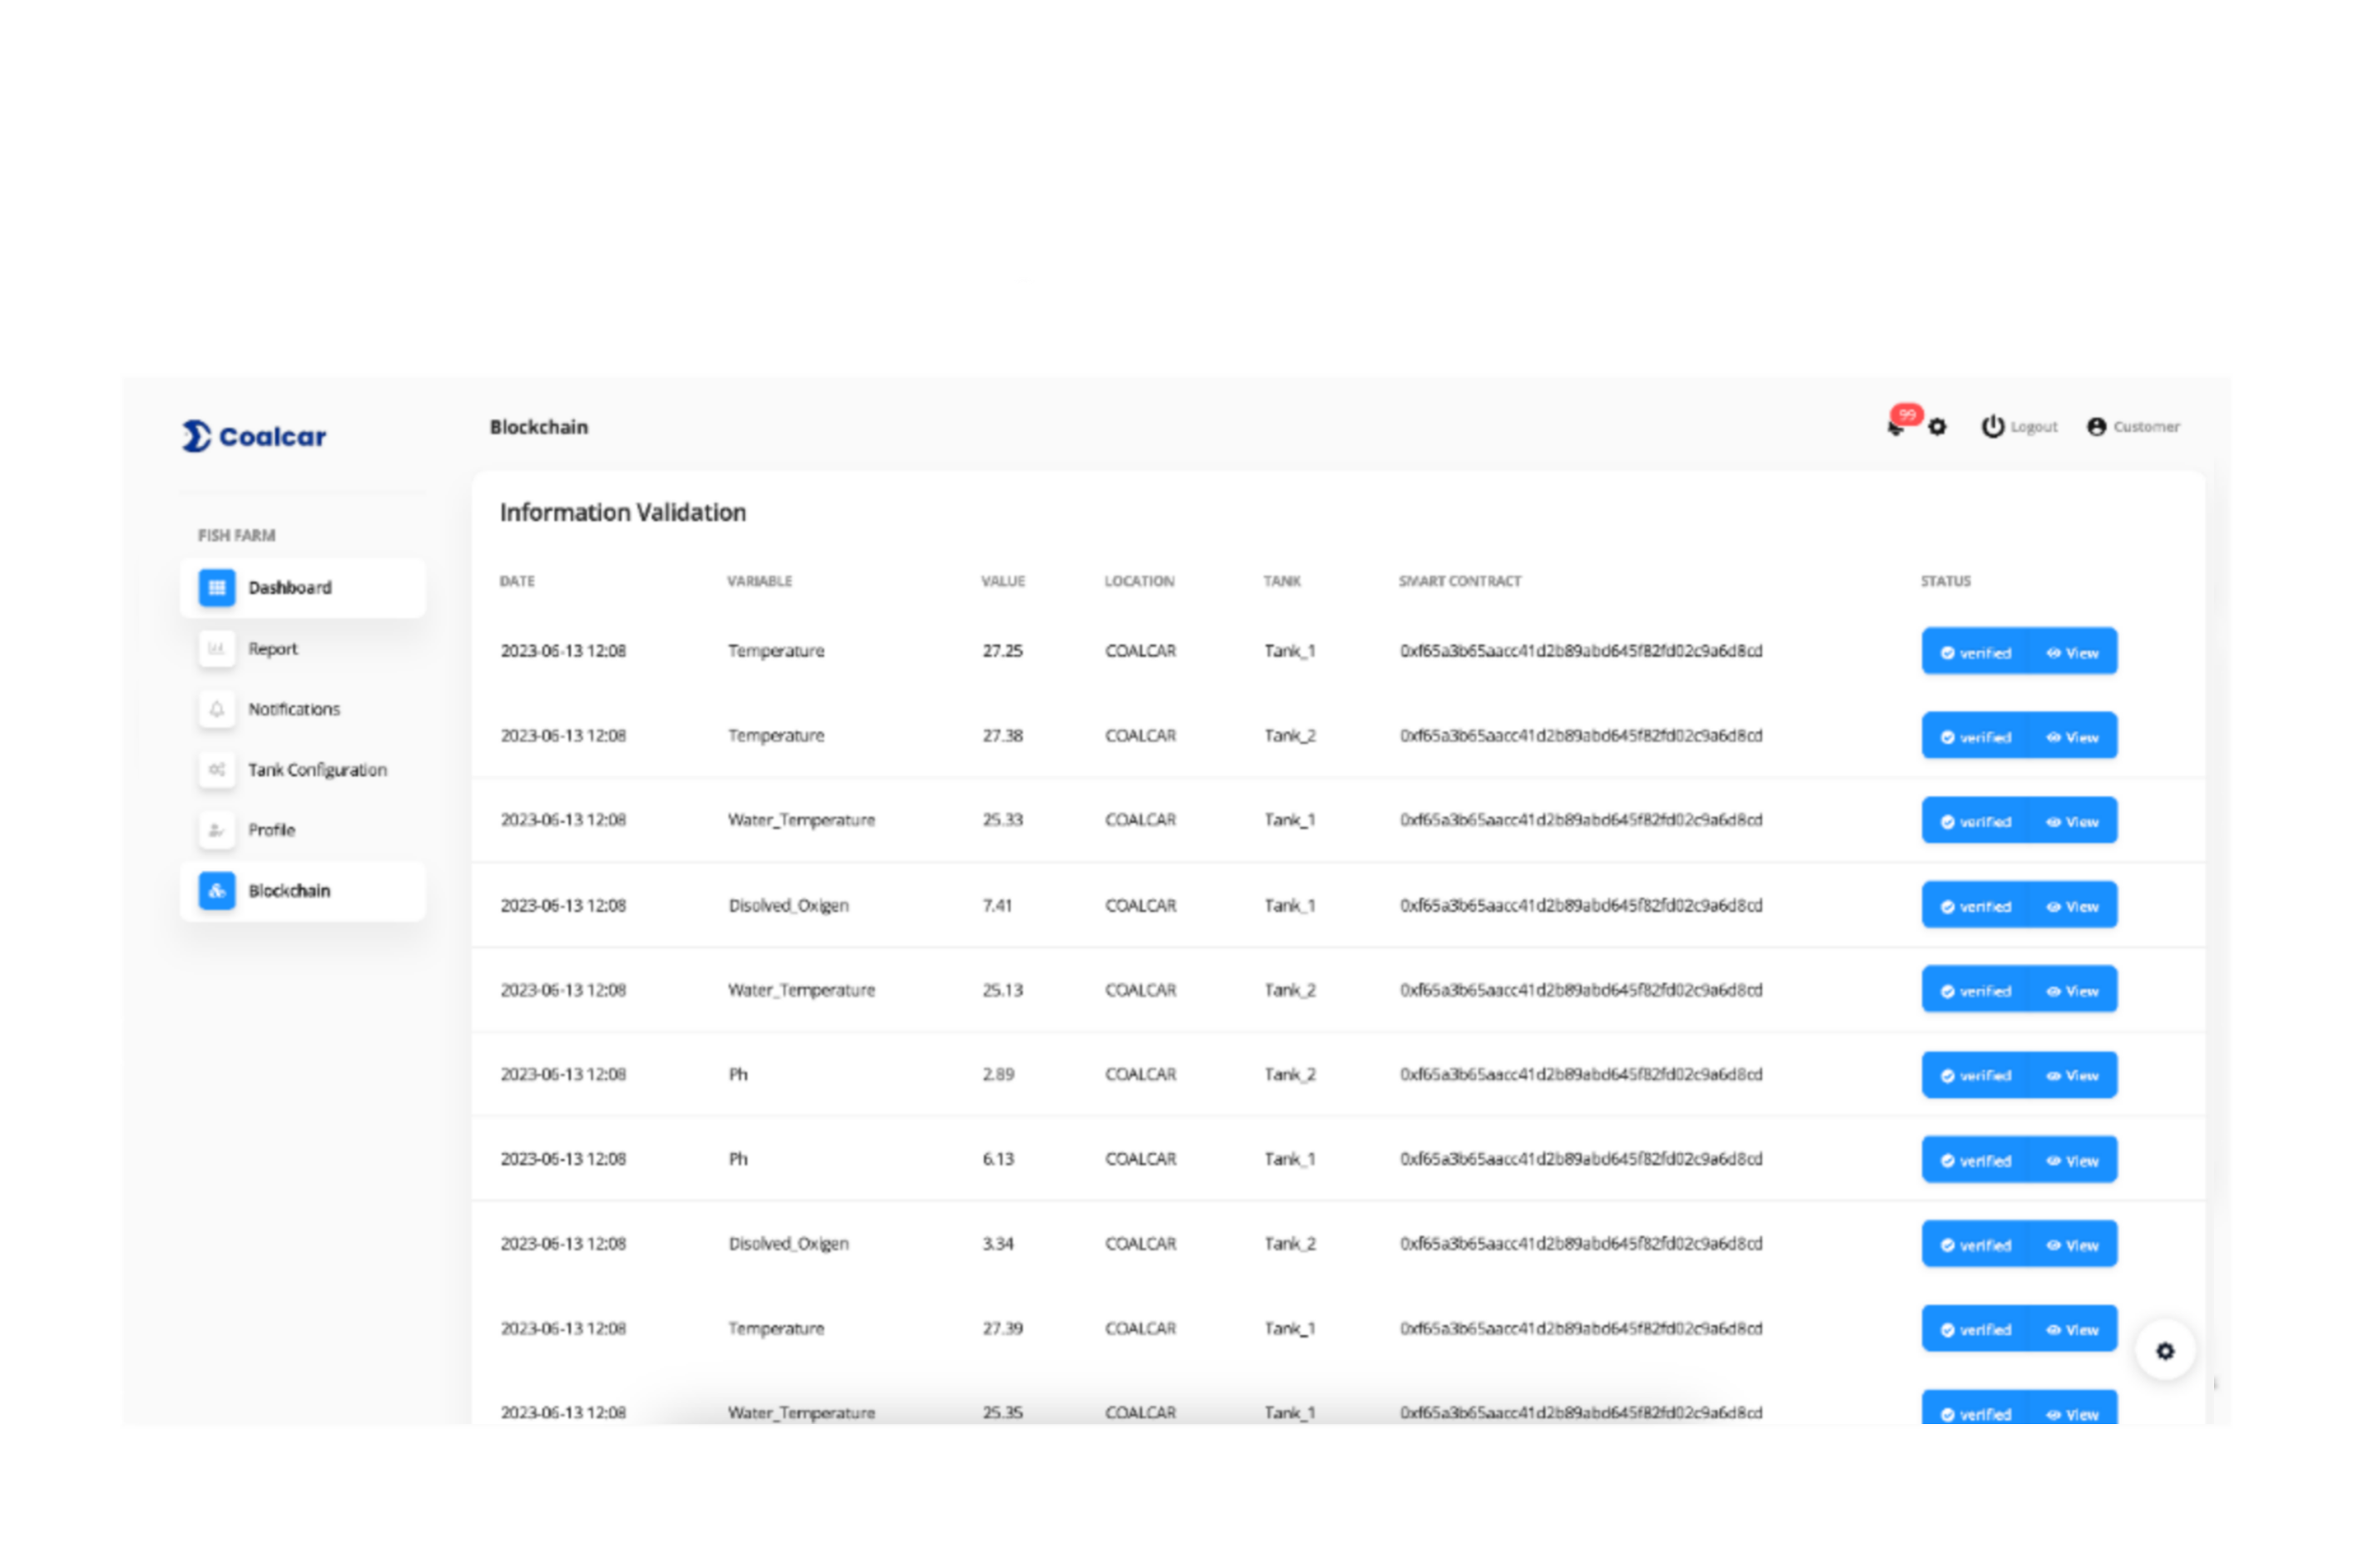 Coalcar
Blockchain
99
Logout
Customer
FISH FARM
Dashboard
Report
Notifications
Tank Configuration
Profile
Blockchain
Information Validation
DATE VARIABLE VALUE LOCATION TANK SMART CONTRACT STATUS
2023-06-13 12:08 Temperature 27.25 COALCAR Tank_1 0xf65a3b65aacc41d2b89abd645f82fd02c9a6d8cd verified View
2023-06-13 12:08 Temperature 27.38 COALCAR Tank_2 0xf65a3b65aacc41d2b89abd645f82fd02c9a6d8cd verified View
2023-06-13 12:08 Water_Temperature 25.33 COALCAR Tank_1 0xf65a3b65aacc41d2b89abd645f82fd02c9a6d8cd verified View
2023-06-13 12:08 Disolved_Oxigen 7.41 COALCAR Tank_1 0xf65a3b65aacc41d2b89abd645f82fd02c9a6d8cd verified View
2023-06-13 12:08 Water_Temperature 25.13 COALCAR Tank_2 0xf65a3b65aacc41d2b89abd645f82fd02c9a6d8cd verified View
2023-06-13 12:08 Ph 2.89 COALCAR Tank_2 0xf65a3b65aacc41d2b89abd645f82fd02c9a6d8cd verified View
2023-06-13 12:08 Ph 6.13 COALCAR Tank_1 0xf65a3b65aacc41d2b89abd645f82fd02c9a6d8cd verified View
2023-06-13 12:08 Disolved_Oxigen 3.34 COALCAR Tank_2 0xf65a3b65aacc41d2b89abd645f82fd02c9a6d8cd verified View
2023-06-13 12:08 Temperature 27.39 COALCAR Tank_1 0xf65a3b65aacc41d2b89abd645f82fd02c9a6d8cd verified View
2023-06-13 12:08 Water_Temperature 25.35 COALCAR Tank_1 0xf65a3b65aacc41d2b89abd645f82fd02c9a6d8cd verified View